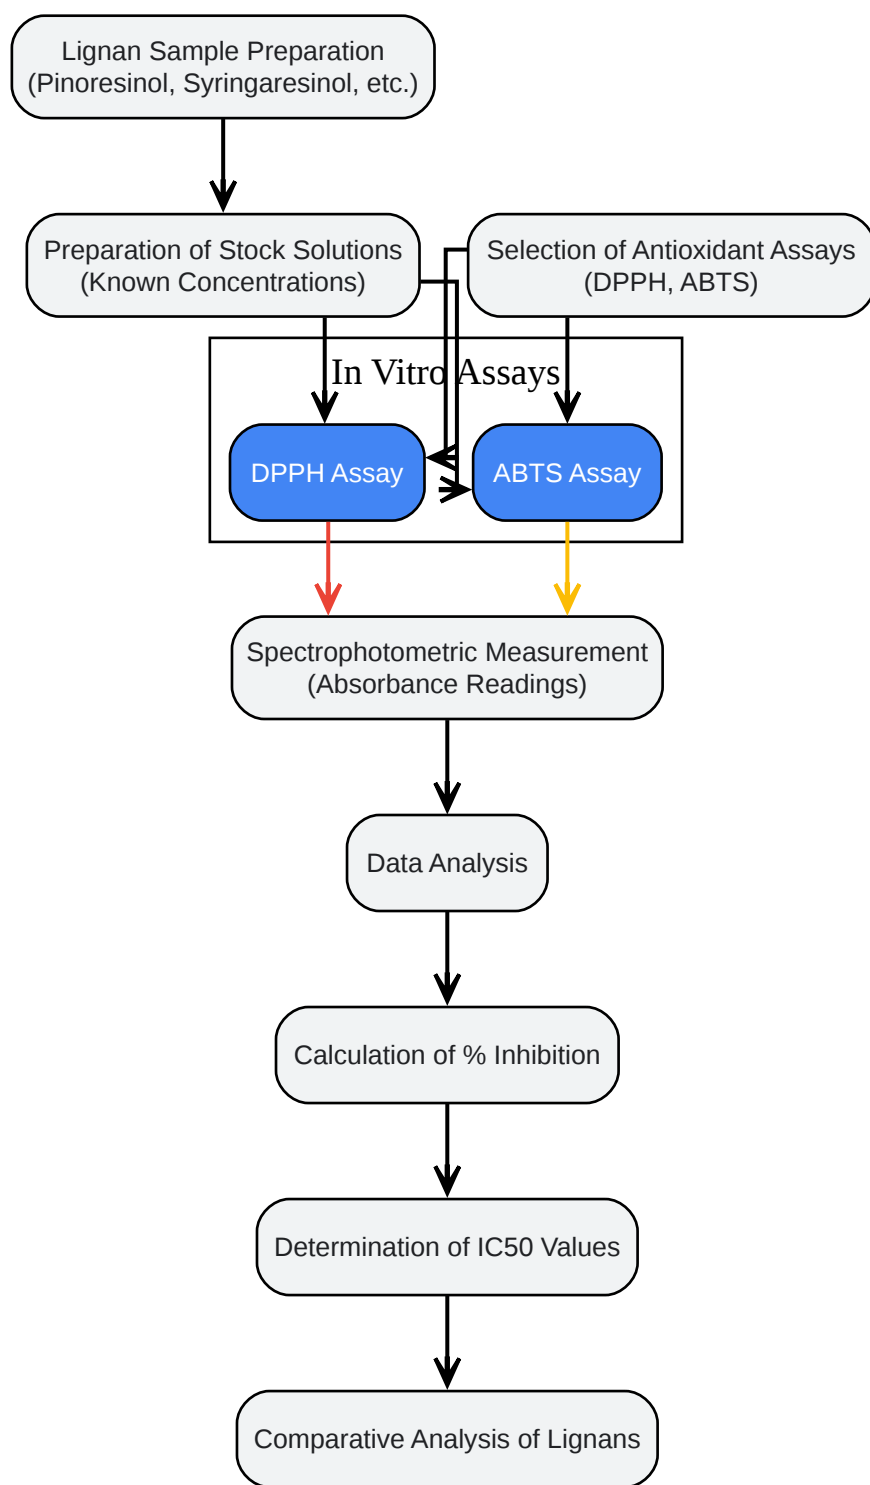 Lignan Sample Preparation
(Pinoresinol, Syringaresinol, etc.)
Preparation of Stock Solutions
(Known Concentrations)
Selection of Antioxidant Assays
(DPPH, ABTS)
In Vitro Assays
DPPH Assay
ABTS Assay
Spectrophotometric Measurement
(Absorbance Readings)
Data Analysis
Calculation of % Inhibition
Determination of IC50 Values
Comparative Analysis of Lignans